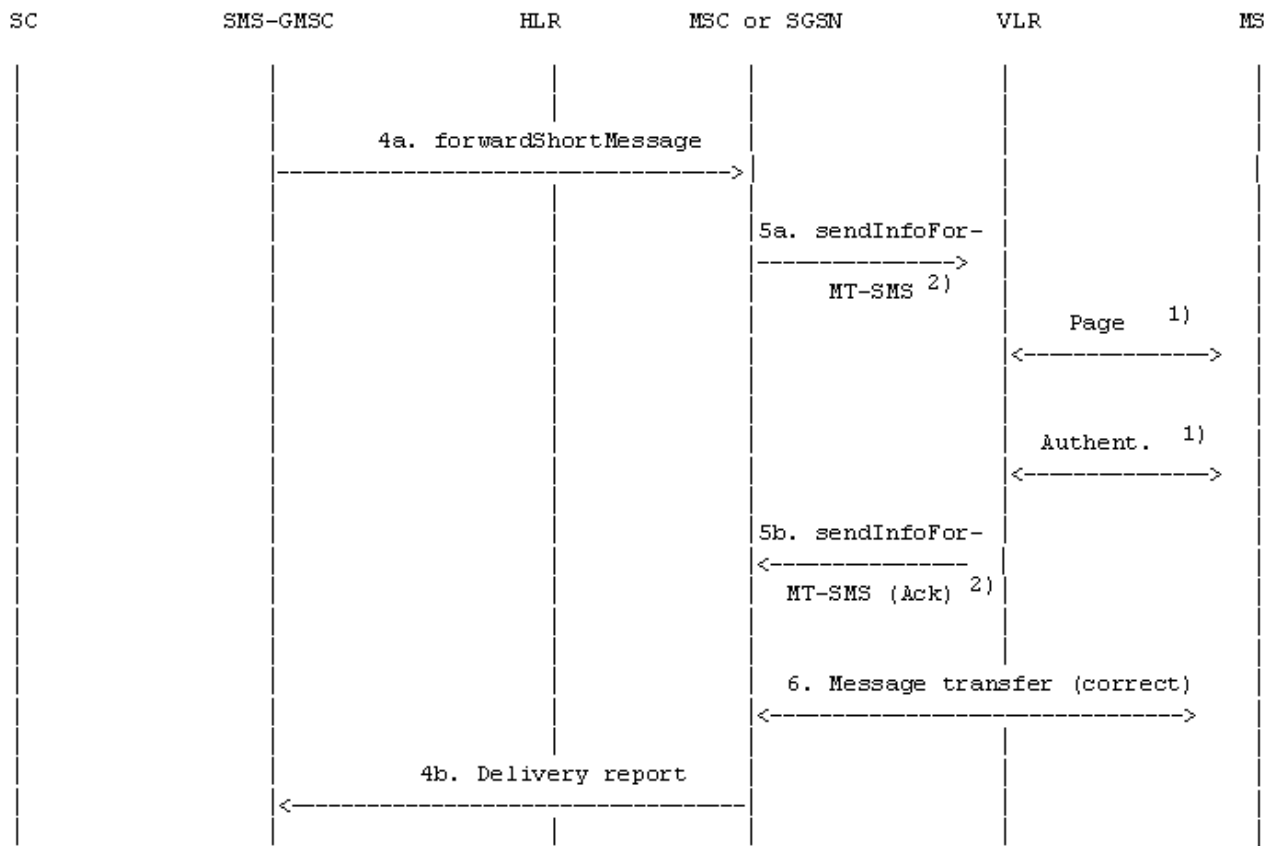 SC SMS-GMSC HLR MSC or SGSN VLR MS
4a. forwardShortMessage
5a. sendInfoFor-
MT-SMS 2)
Page 1)
Authent. 1)
5b. sendInfoFor-
MT-SMS (Ack) 2)
6. Message transfer (correct)
4b. Delivery report